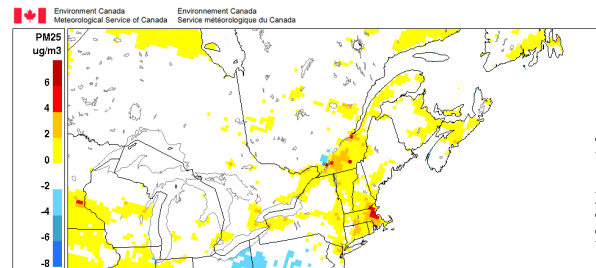 Environment Canada Environnement Canada
Meteorological Service of Canada Service météorologique du Canada
PM25
ug/m3
6
4
2
0
-2
-4
-6
-8